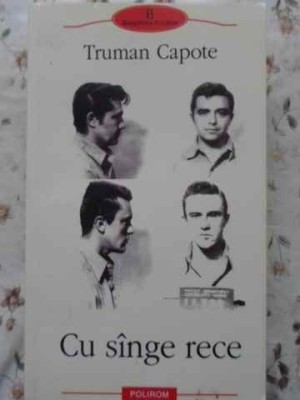 Truman Capote
Cu sînge rece
POLIROM